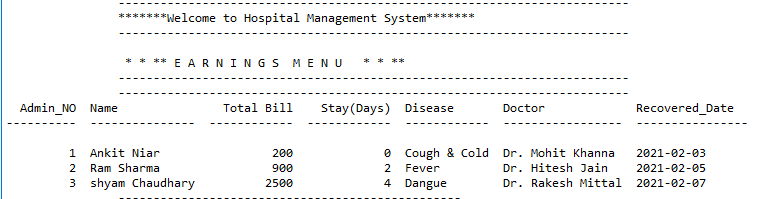 -------------------------------------------------------------------------
*******Welcome to Hospital Management System*******
-------------------------------------------------------------------------
* * ** E A R N I N G S  M E N U   * * **
-------------------------------------------------------------------------
-------------------------------------------------------------------------
Admin_NO  Name               Total Bill    Stay(Days)  Disease       Doctor             Recovered_Date
----------  ---------------  ------------  ------------  ------------  -----------------  ----------------
1  Ankit Niar                200             0  Cough & Cold  Dr. Mohit Khanna   2021-02-03
2  Ram Sharma                900             2  Fever         Dr. Hitesh Jain    2021-02-05
3  shyam Chaudhary          2500             4  Dangue        Dr. Rakesh Mittal  2021-02-07
-------------------------------------------------